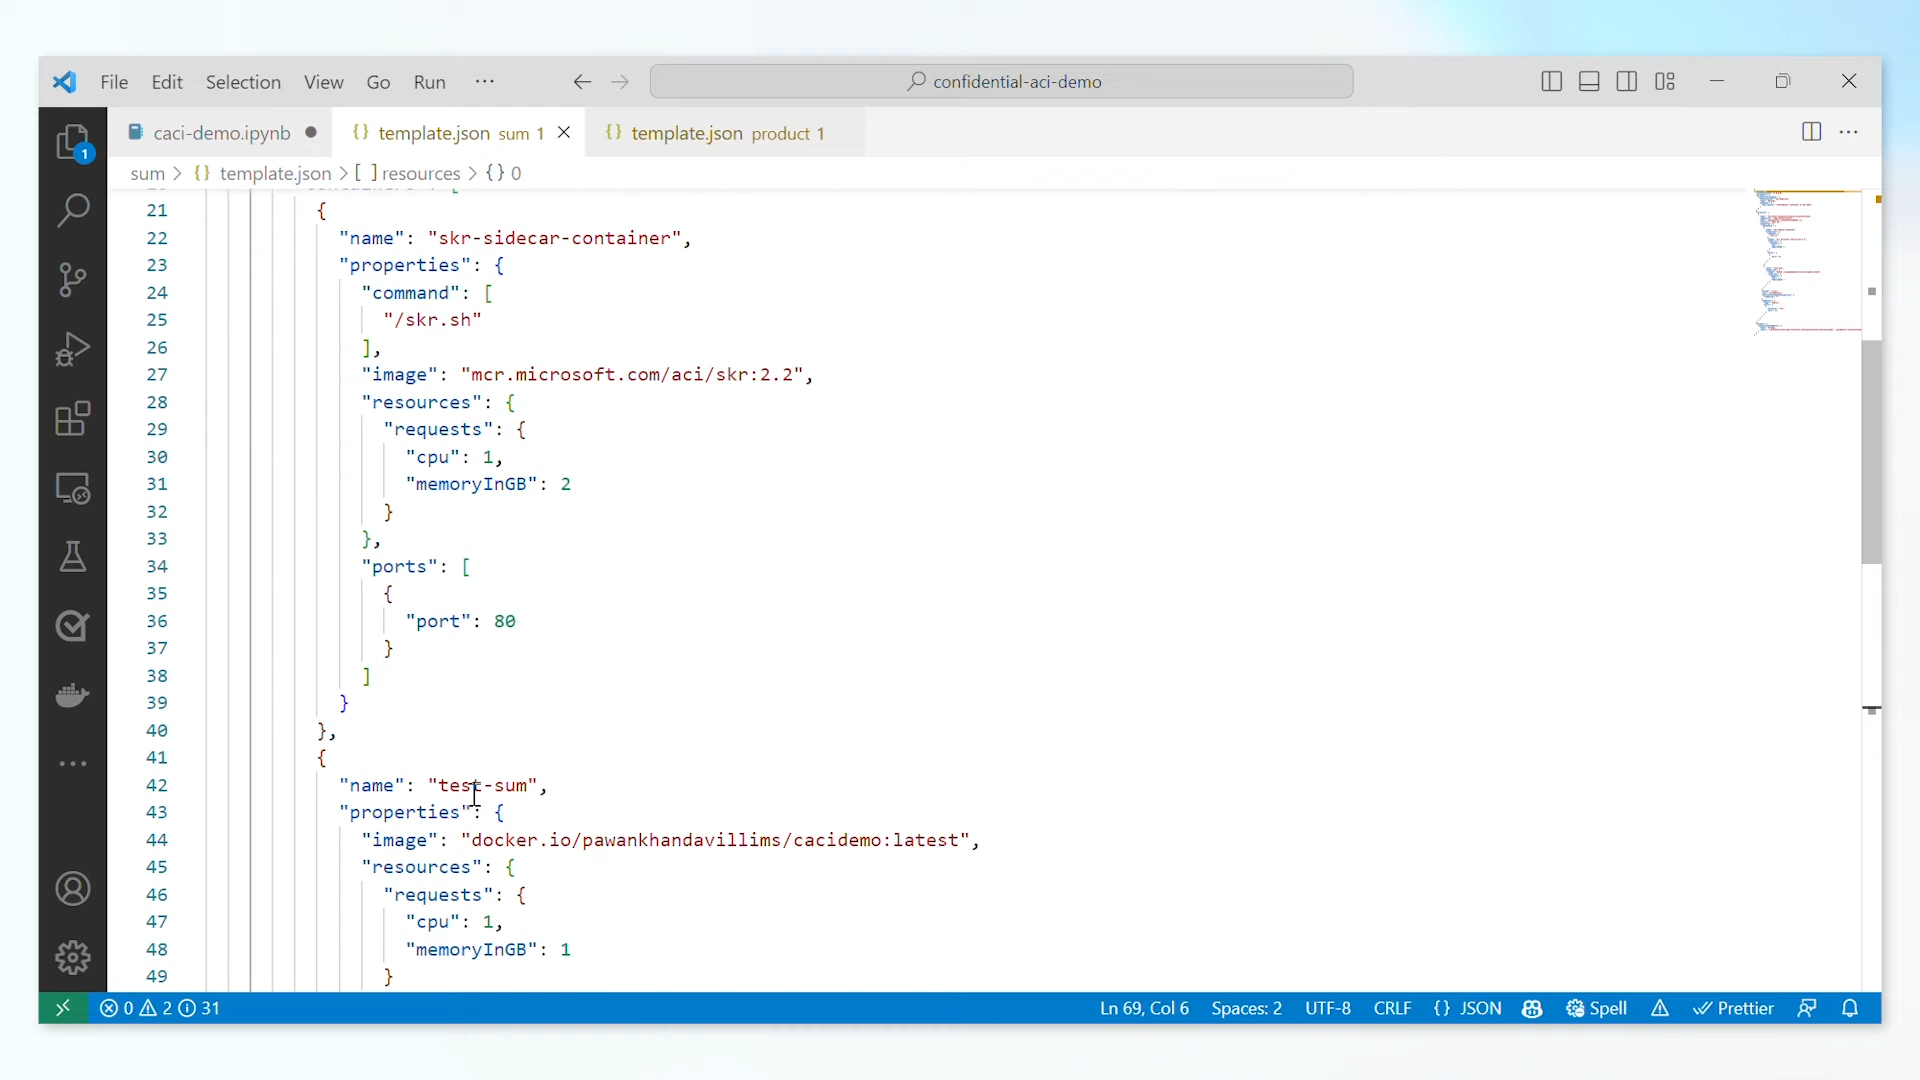 File Edit Selection View Go Run ··· confidential-aci-demo
1
caci-demo.ipynb ● {} template.json sum 1 {} template.json product 1 ···
sum > {} template.json > [ ] resources > {} 0
21 {
22 "name": "skr-sidecar-container",
23 "properties": {
24 "command": [
25 "/skr.sh"
26 ],
27 "image": "mcr.microsoft.com/aci/skr:2.2",
28 "resources": {
29 "requests": {
30 "cpu": 1,
31 "memoryInGB": 2
32 }
33 },
34 "ports": [
35 {
36 "port": 80
37 }
38 ]
39 }
40 },
41 {
42 "name": "test-sum",
43 "properties": {
44 "image": "docker.io/pawankhandavillims/cacidemo:latest",
45 "resources": {
46 "requests": {
47 "cpu": 1,
48 "memoryInGB": 1
49 }
0 2 31 Ln 69, Col 6 Spaces: 2 UTF-8 CRLF {} JSON Spell Prettier